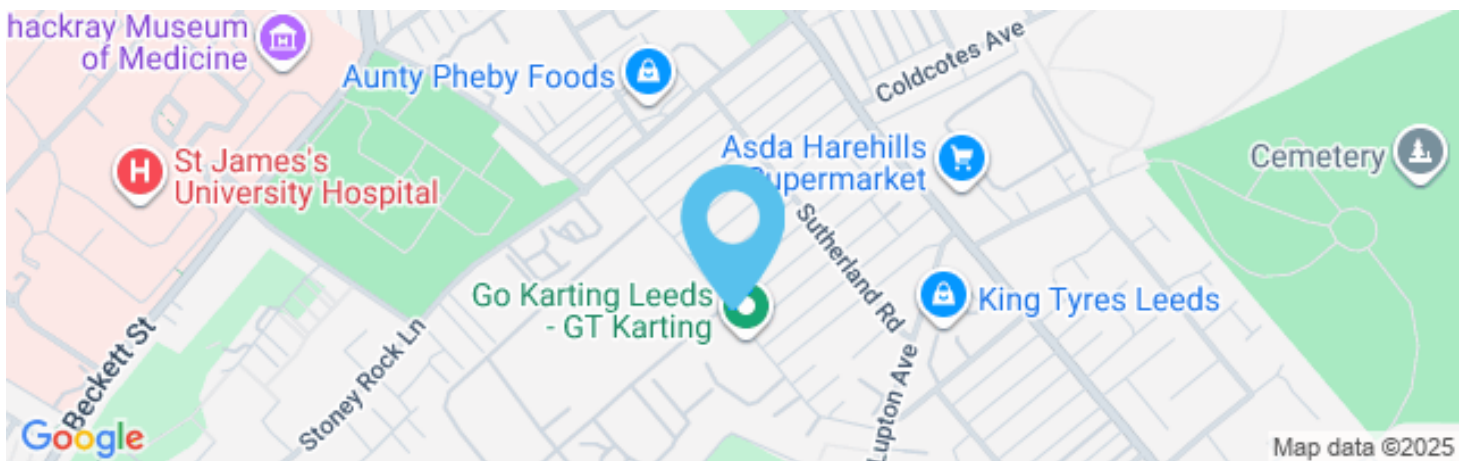 hackray Museum
of Medicine
Aunty Pheby Foods
Coldcotes Ave
Asda Harehills
upermarket
Cemetery
St James's
University Hospital
Sutherland Rd
Go Karting Leeds
- GT Karting
King Tyres Leeds
Beckett St
Stoney Rock Ln
Lupton Ave
Google
Map data ©2025